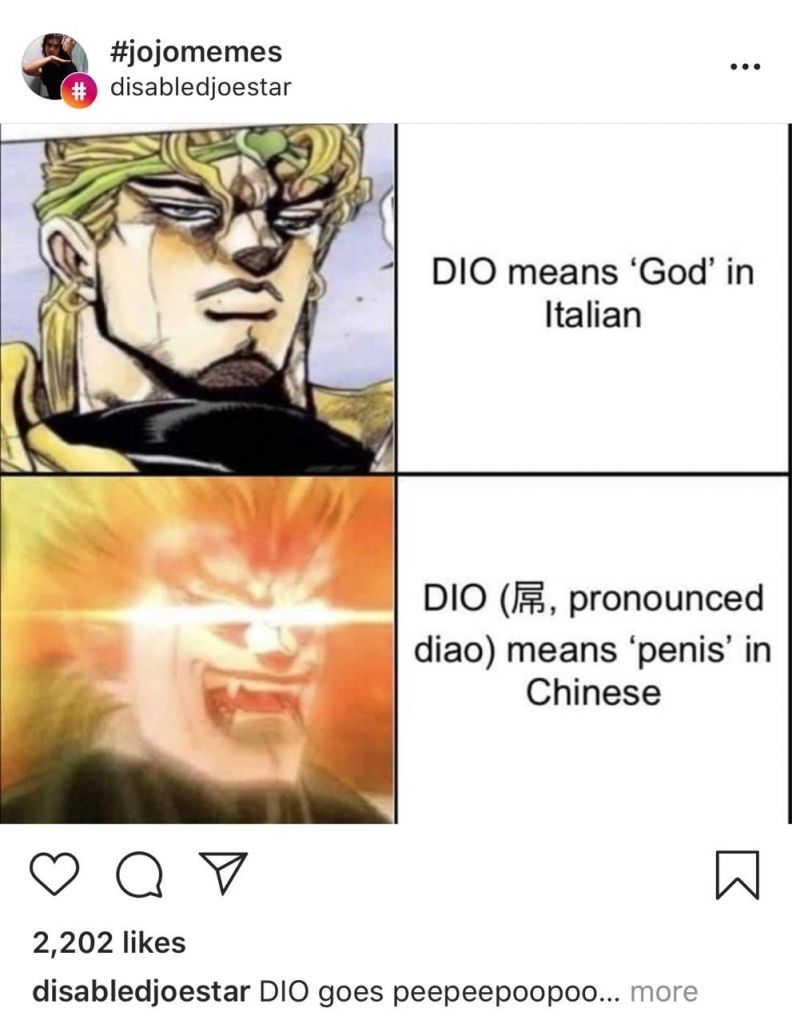 #jojomemes
disabledjoestar
DIO means ‘God’ in
Italian
DIO (屌, pronounced
diao) means ‘penis’ in
Chinese
2,202 likes
disabledjoestar DIO goes peepeepoopoo... more